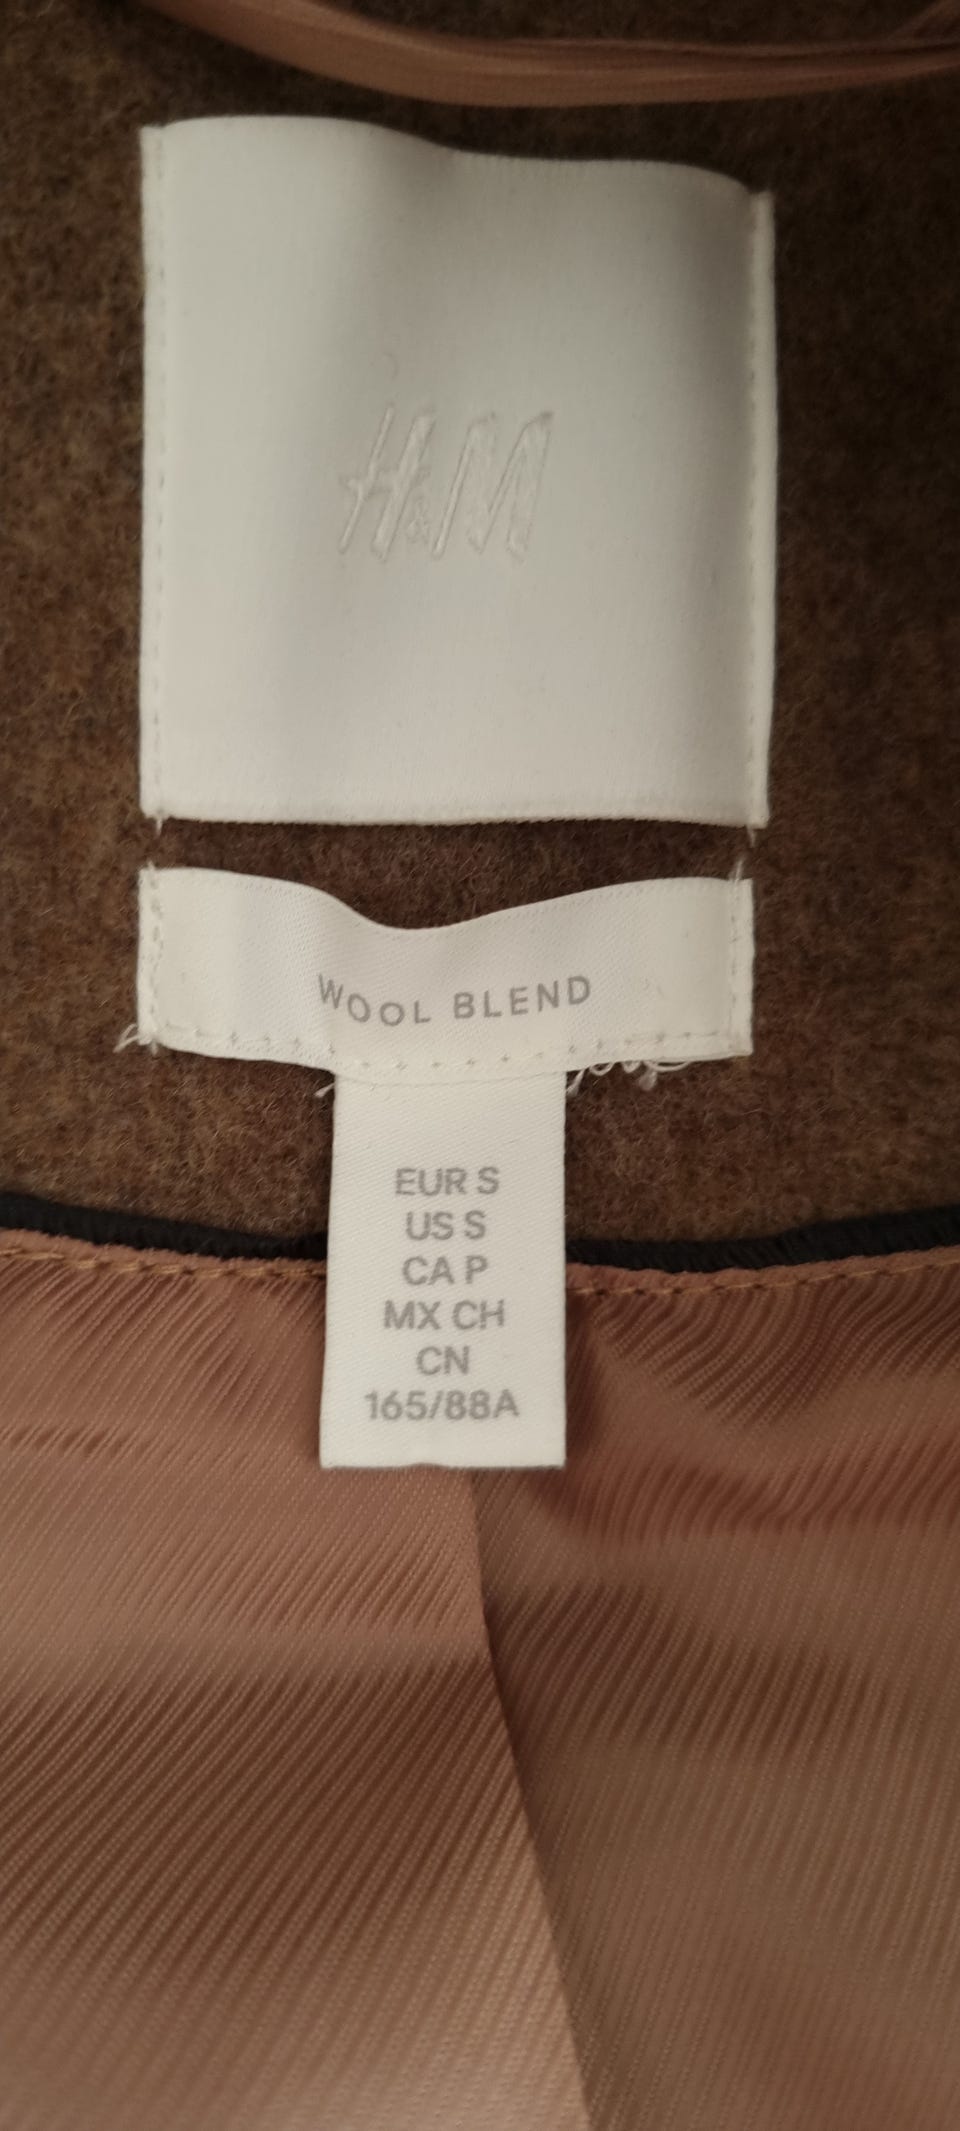 H&M
WOOL BLEND
EUR S
US S
CA P
MX CH
CN
165/88A